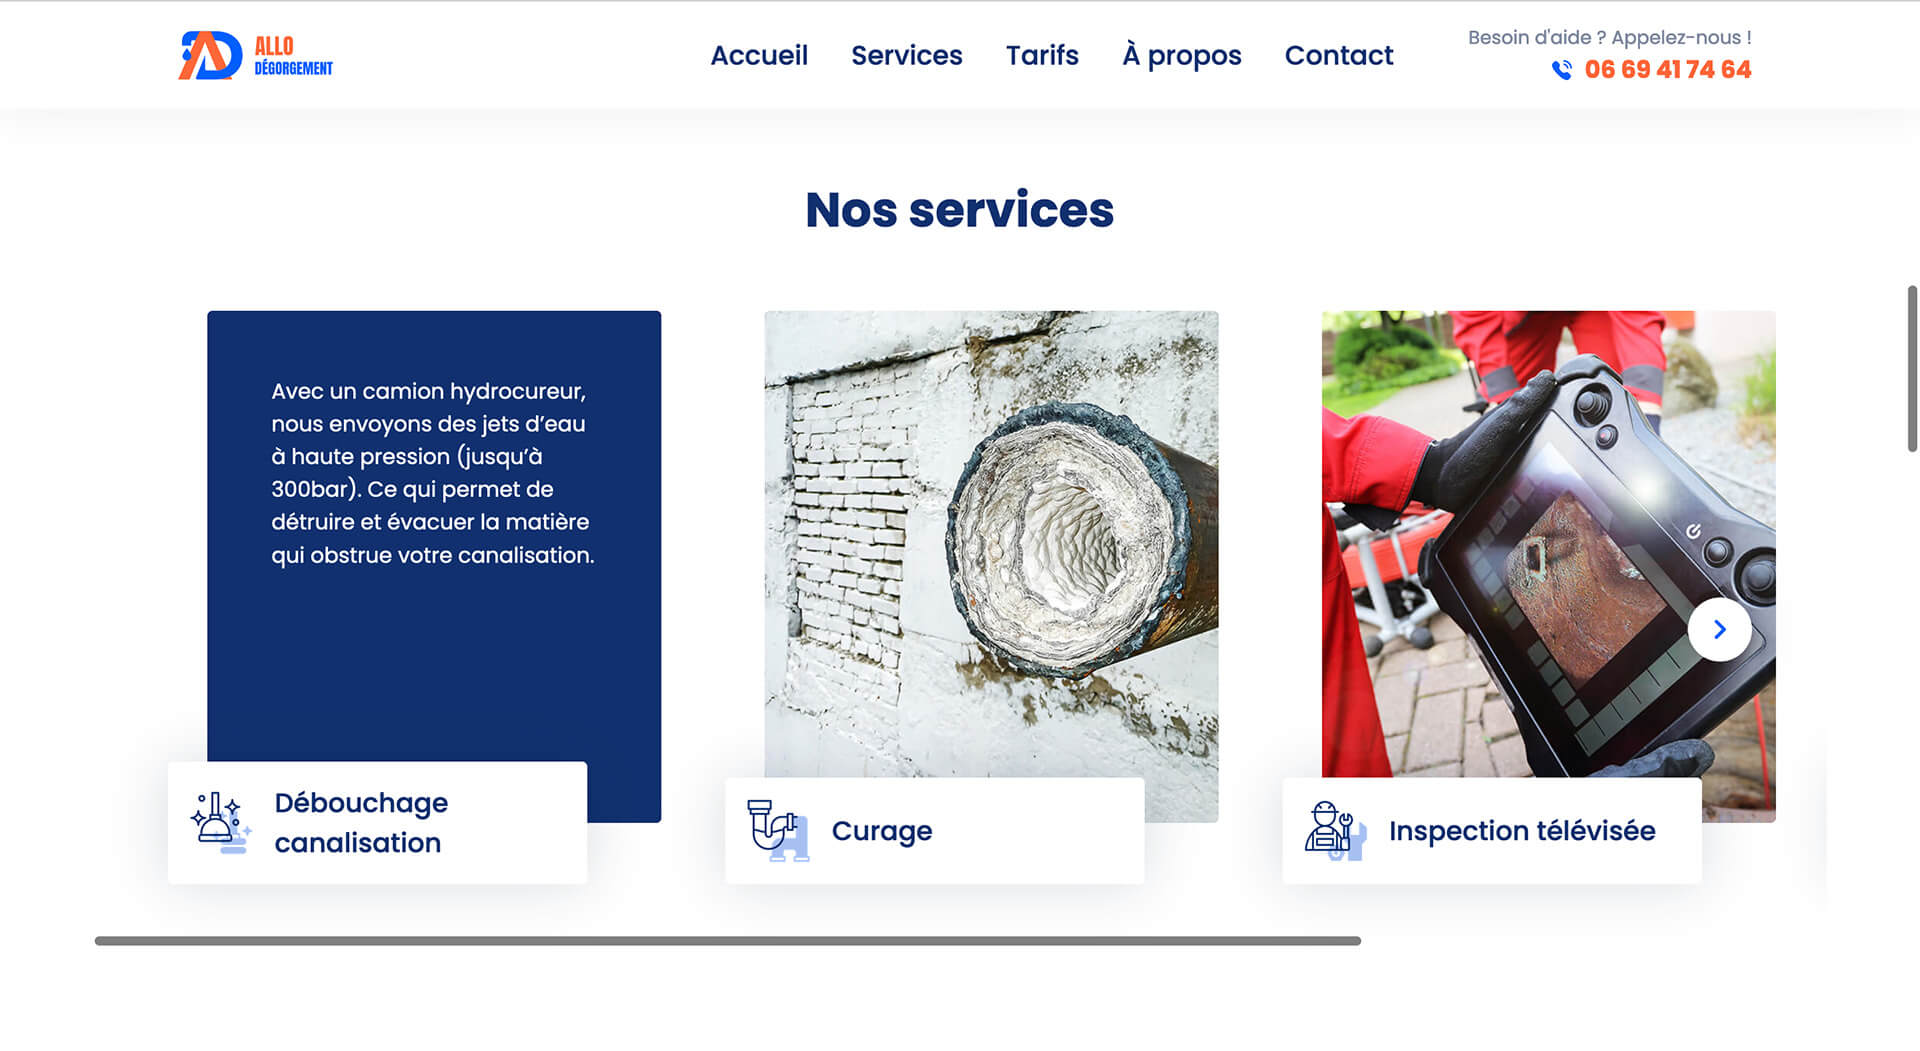 ALLO
DÉGORGEMENT
Accueil
Services
Tarifs
À propos
Contact
Besoin d'aide ? Appelez-nous !
06 69 41 74 64
Nos services
Avec un camion hydrocureur,
nous envoyons des jets d’eau
à haute pression (jusqu’à
300bar). Ce qui permet de
détruire et évacuer la matière
qui obstrue votre canalisation.
Débouchage
canalisation
Curage
Inspection télévisée